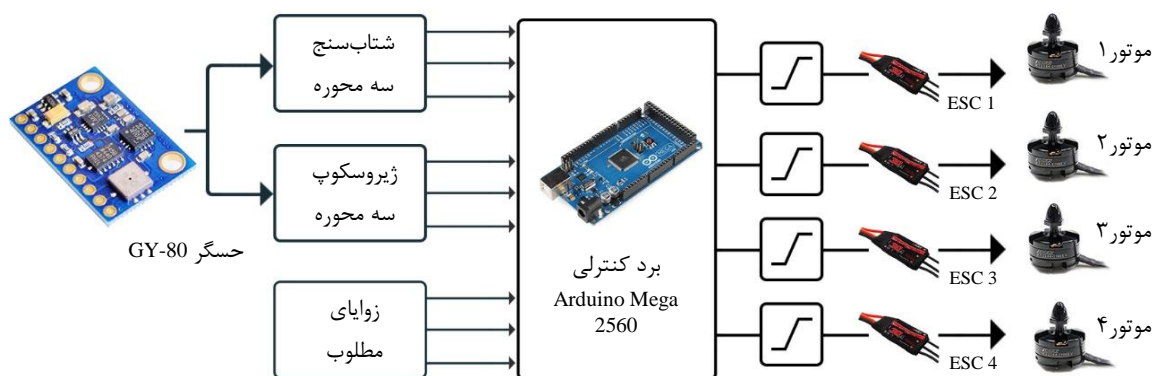 شتاب‌سنج
سه محوره
ژیروسکوپ
سه محوره
حسگر GY-80
زوایای
مطلوب
برد کنترلی
Arduino Mega
2560
ESC 1
موتور۱
ESC 2
موتور۲
ESC 3
موتور۳
ESC 4
موتور۴